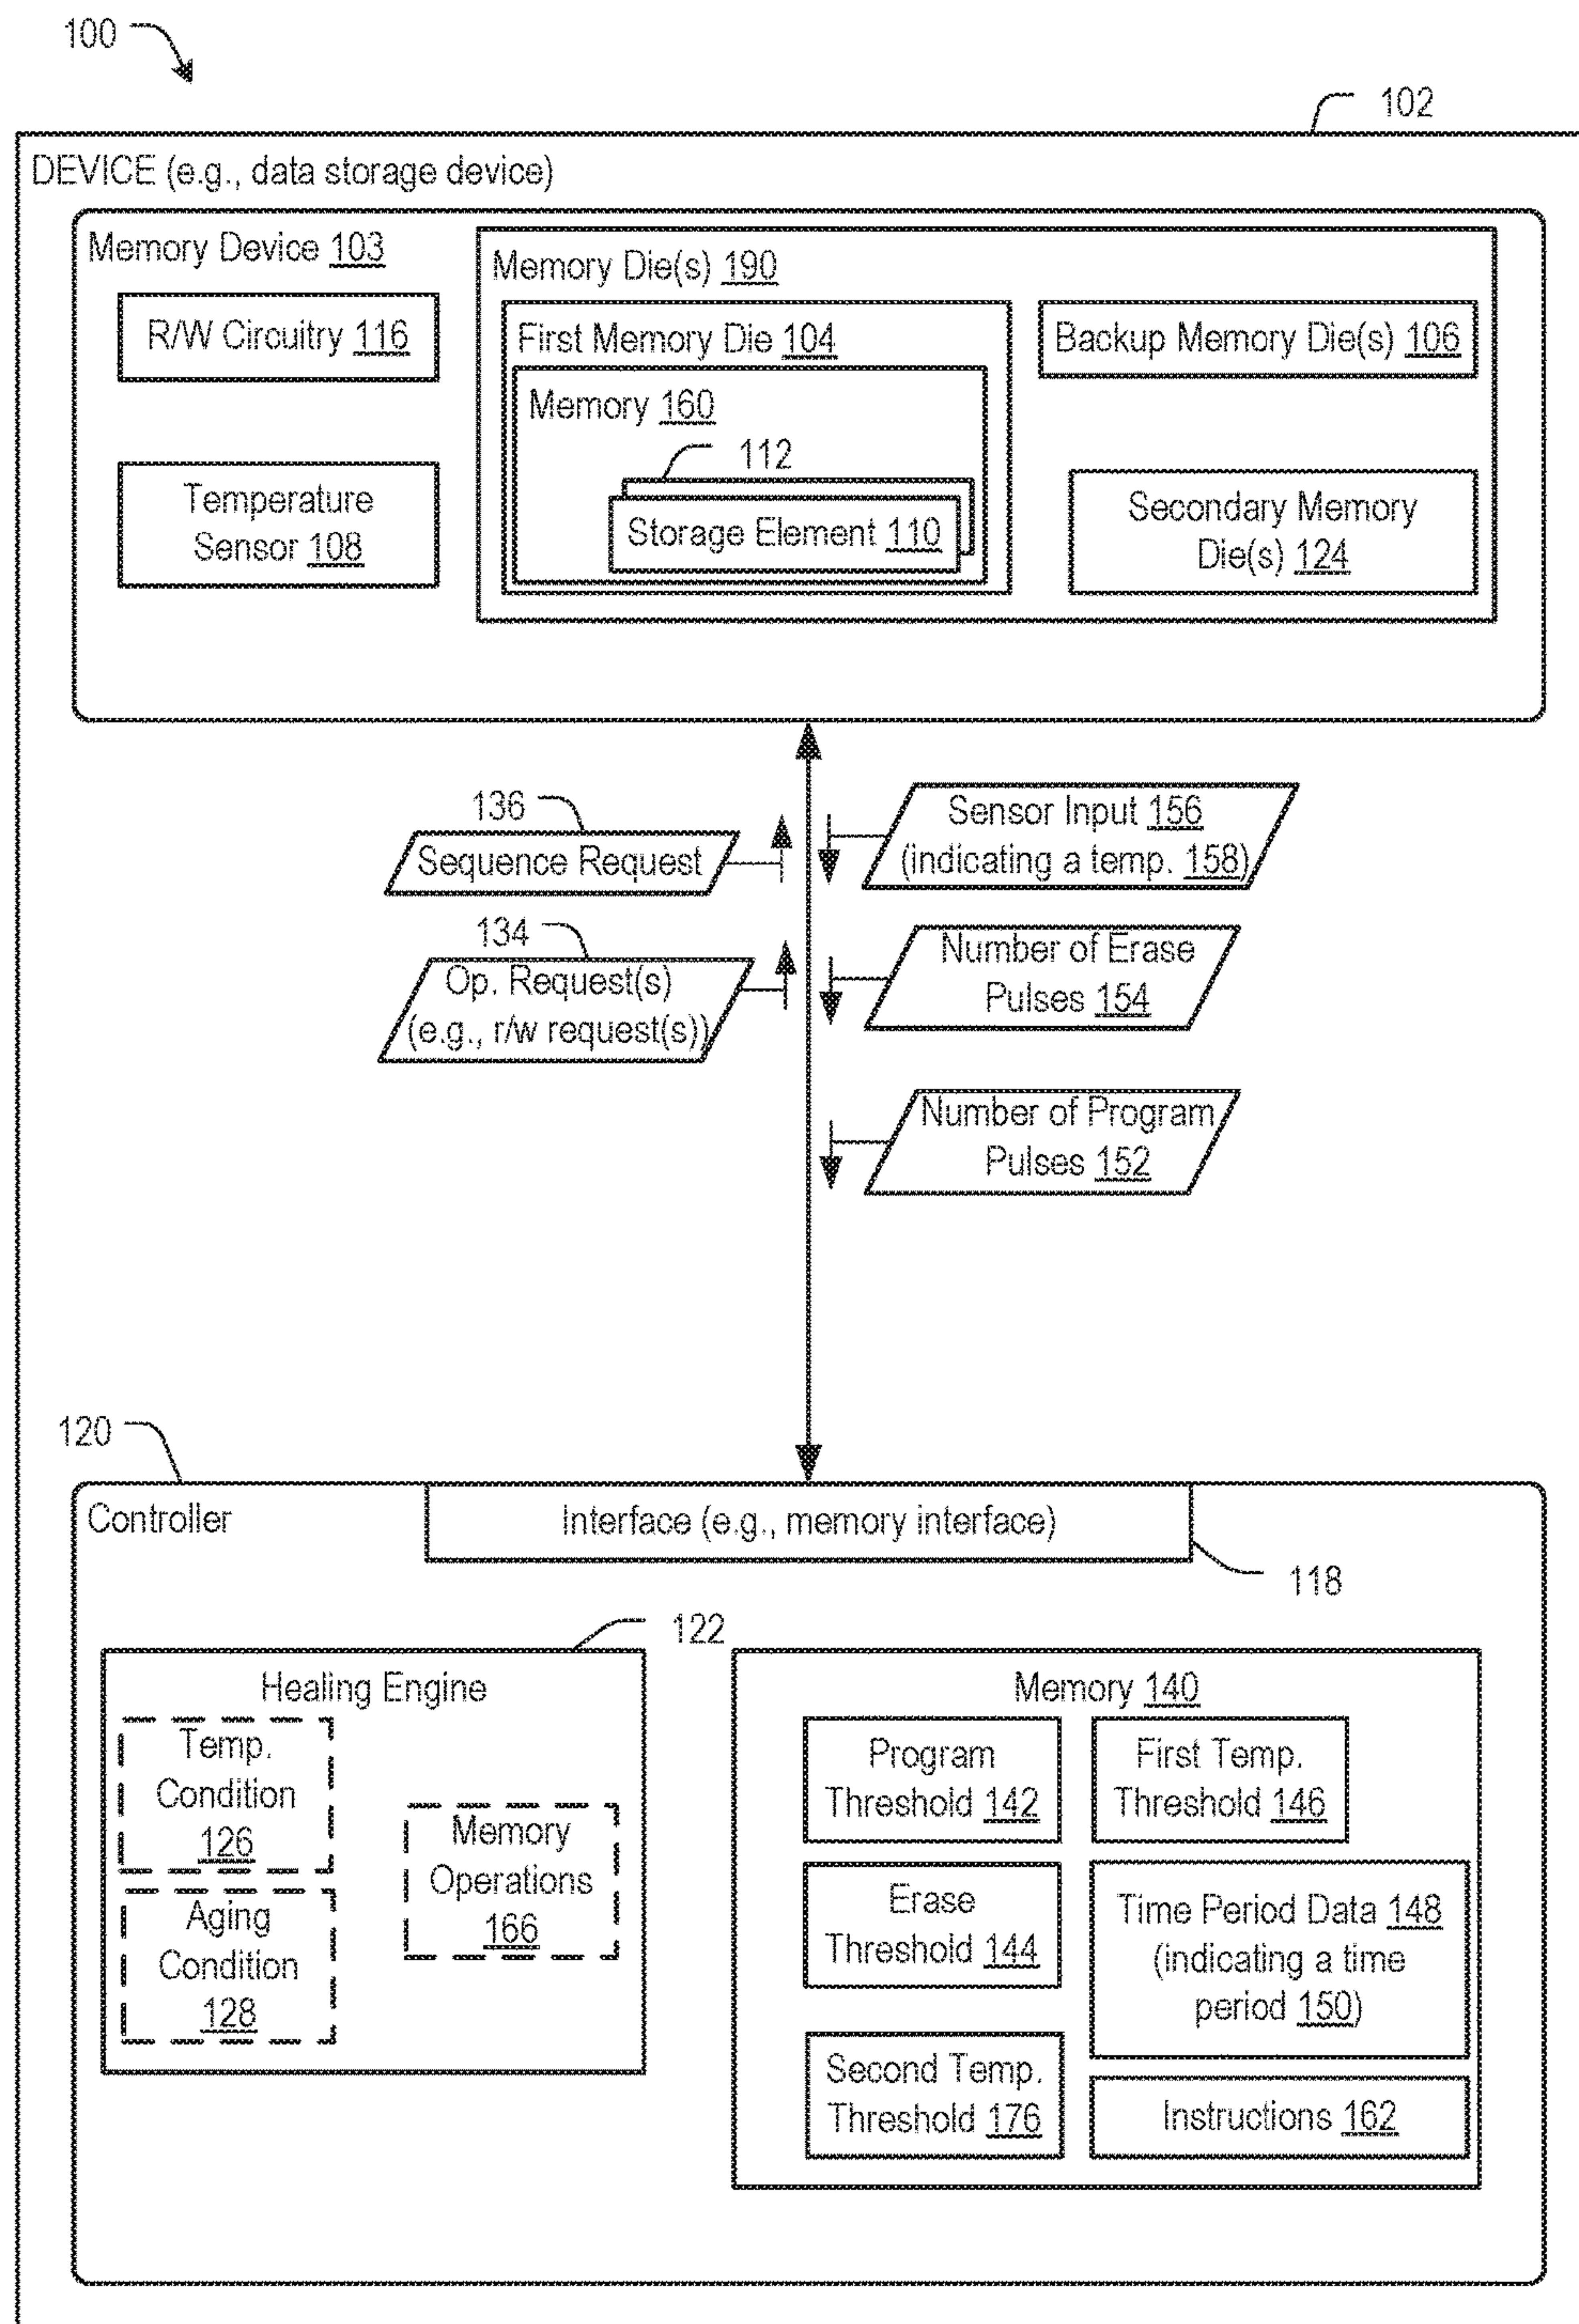 100
102
DEVICE (e.g., data storage device)
Memory Device 103
R/W Circuitry 116
Temperature
Sensor 108
Memory Die(s) 190
First Memory Die 104
Memory 160
112
Storage Element 110
Backup Memory Die(s) 106
Secondary Memory
Die(s) 124
136
Sequence Request
134
Op. Request(s)
(e.g., r/w request(s))
Sensor Input 156
(indicating a temp. 158)
Number of Erase
Pulses 154
Number of Program
Pulses 152
120
Controller
Interface (e.g., memory interface)
118
122
Healing Engine
Temp.
Condition
126
Aging
Condition
128
Memory
Operations
166
Memory 140
Program
Threshold 142
First Temp.
Threshold 146
Erase
Threshold 144
Time Period Data 148
(indicating a time
period 150)
Second Temp.
Threshold 176
Instructions 162